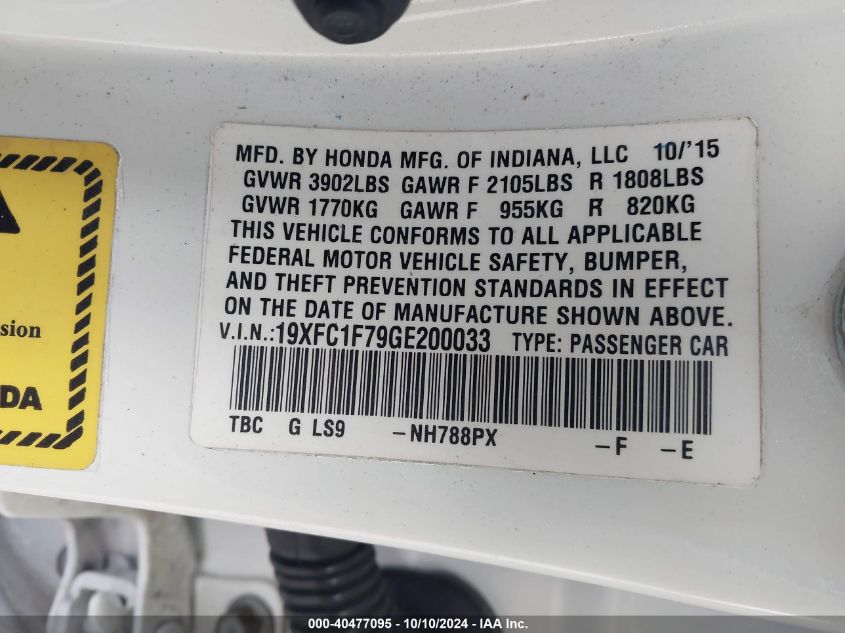 MFD. BY HONDA MFG. OF INDIANA, LLC 10/'15
GVWR 3902LBS GAWR F 2105LBS R 1808LBS
GVWR 1770KG GAWR F 955KG R 820KG
THIS VEHICLE CONFORMS TO ALL APPLICABLE
FEDERAL MOTOR VEHICLE SAFETY, BUMPER,
AND THEFT PREVENTION STANDARDS IN EFFECT
ON THE DATE OF MANUFACTURE SHOWN ABOVE.
V.I.N.:19XFC1F79GE200033 TYPE: PASSENGER CAR
TBC G LS9 -NH788PX -F -E
sion
DA
000-40477095 - 10/10/2024 - IAA Inc.